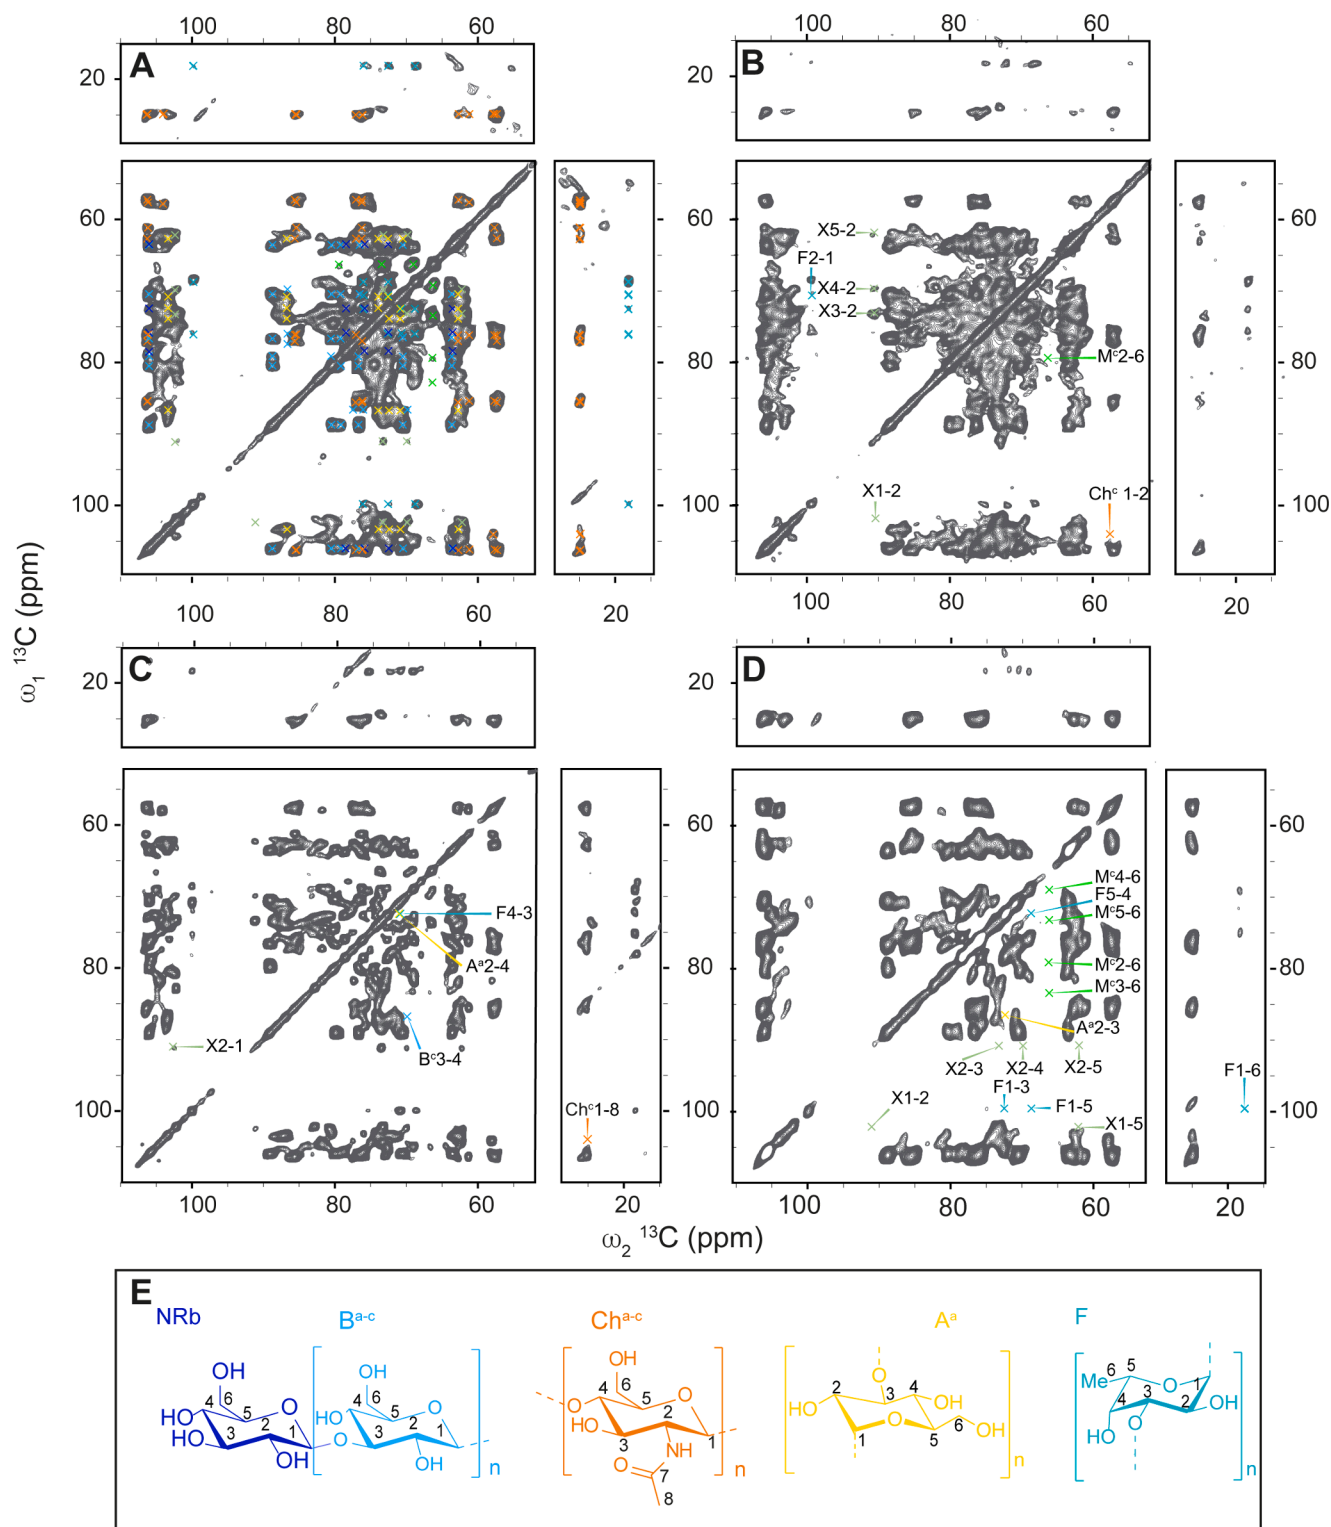 100 80 60
100 80 60
A
B
20
20
60
80
100
X5-2
F2-1
X4-2
X3-2
Mᶜ2-6
X1-2
Chᶜ 1-2
60
80
100
100 80 60 20
100 80 60 20
C
D
20
20
60
80
100
F4-3
Aᵃ2-4
Bᶜ3-4
X2-1
Chᶜ1-8
Mᶜ4-6
F5-4
Mᶜ5-6
Mᶜ2-6
Mᶜ3-6
Aᵃ2-3
X2-3 X2-4 X2-5
F1-3
F1-6
X1-2
F1-5
X1-5
60
80
100
100 80 60 20
100 80 60 20
ω₁ ¹³C (ppm)
ω₂ ¹³C (ppm)
E
NRb
Bᵃ⁻ᶜ
Chᵃ⁻ᶜ
Aᵃ
F
OH
4 6 O
HO 5 2
HO 3 1
OH
OH
6
4 O
HO 5
O 3 2 1
OH
n
OH
6
4 5 O
O 2
HO 3 1
NH
O 7
8
n
O
2 3 4
HO OH
O 6
1 5 OH
n
6 5
Me O 1
4 3 2 OH
O
HO
n